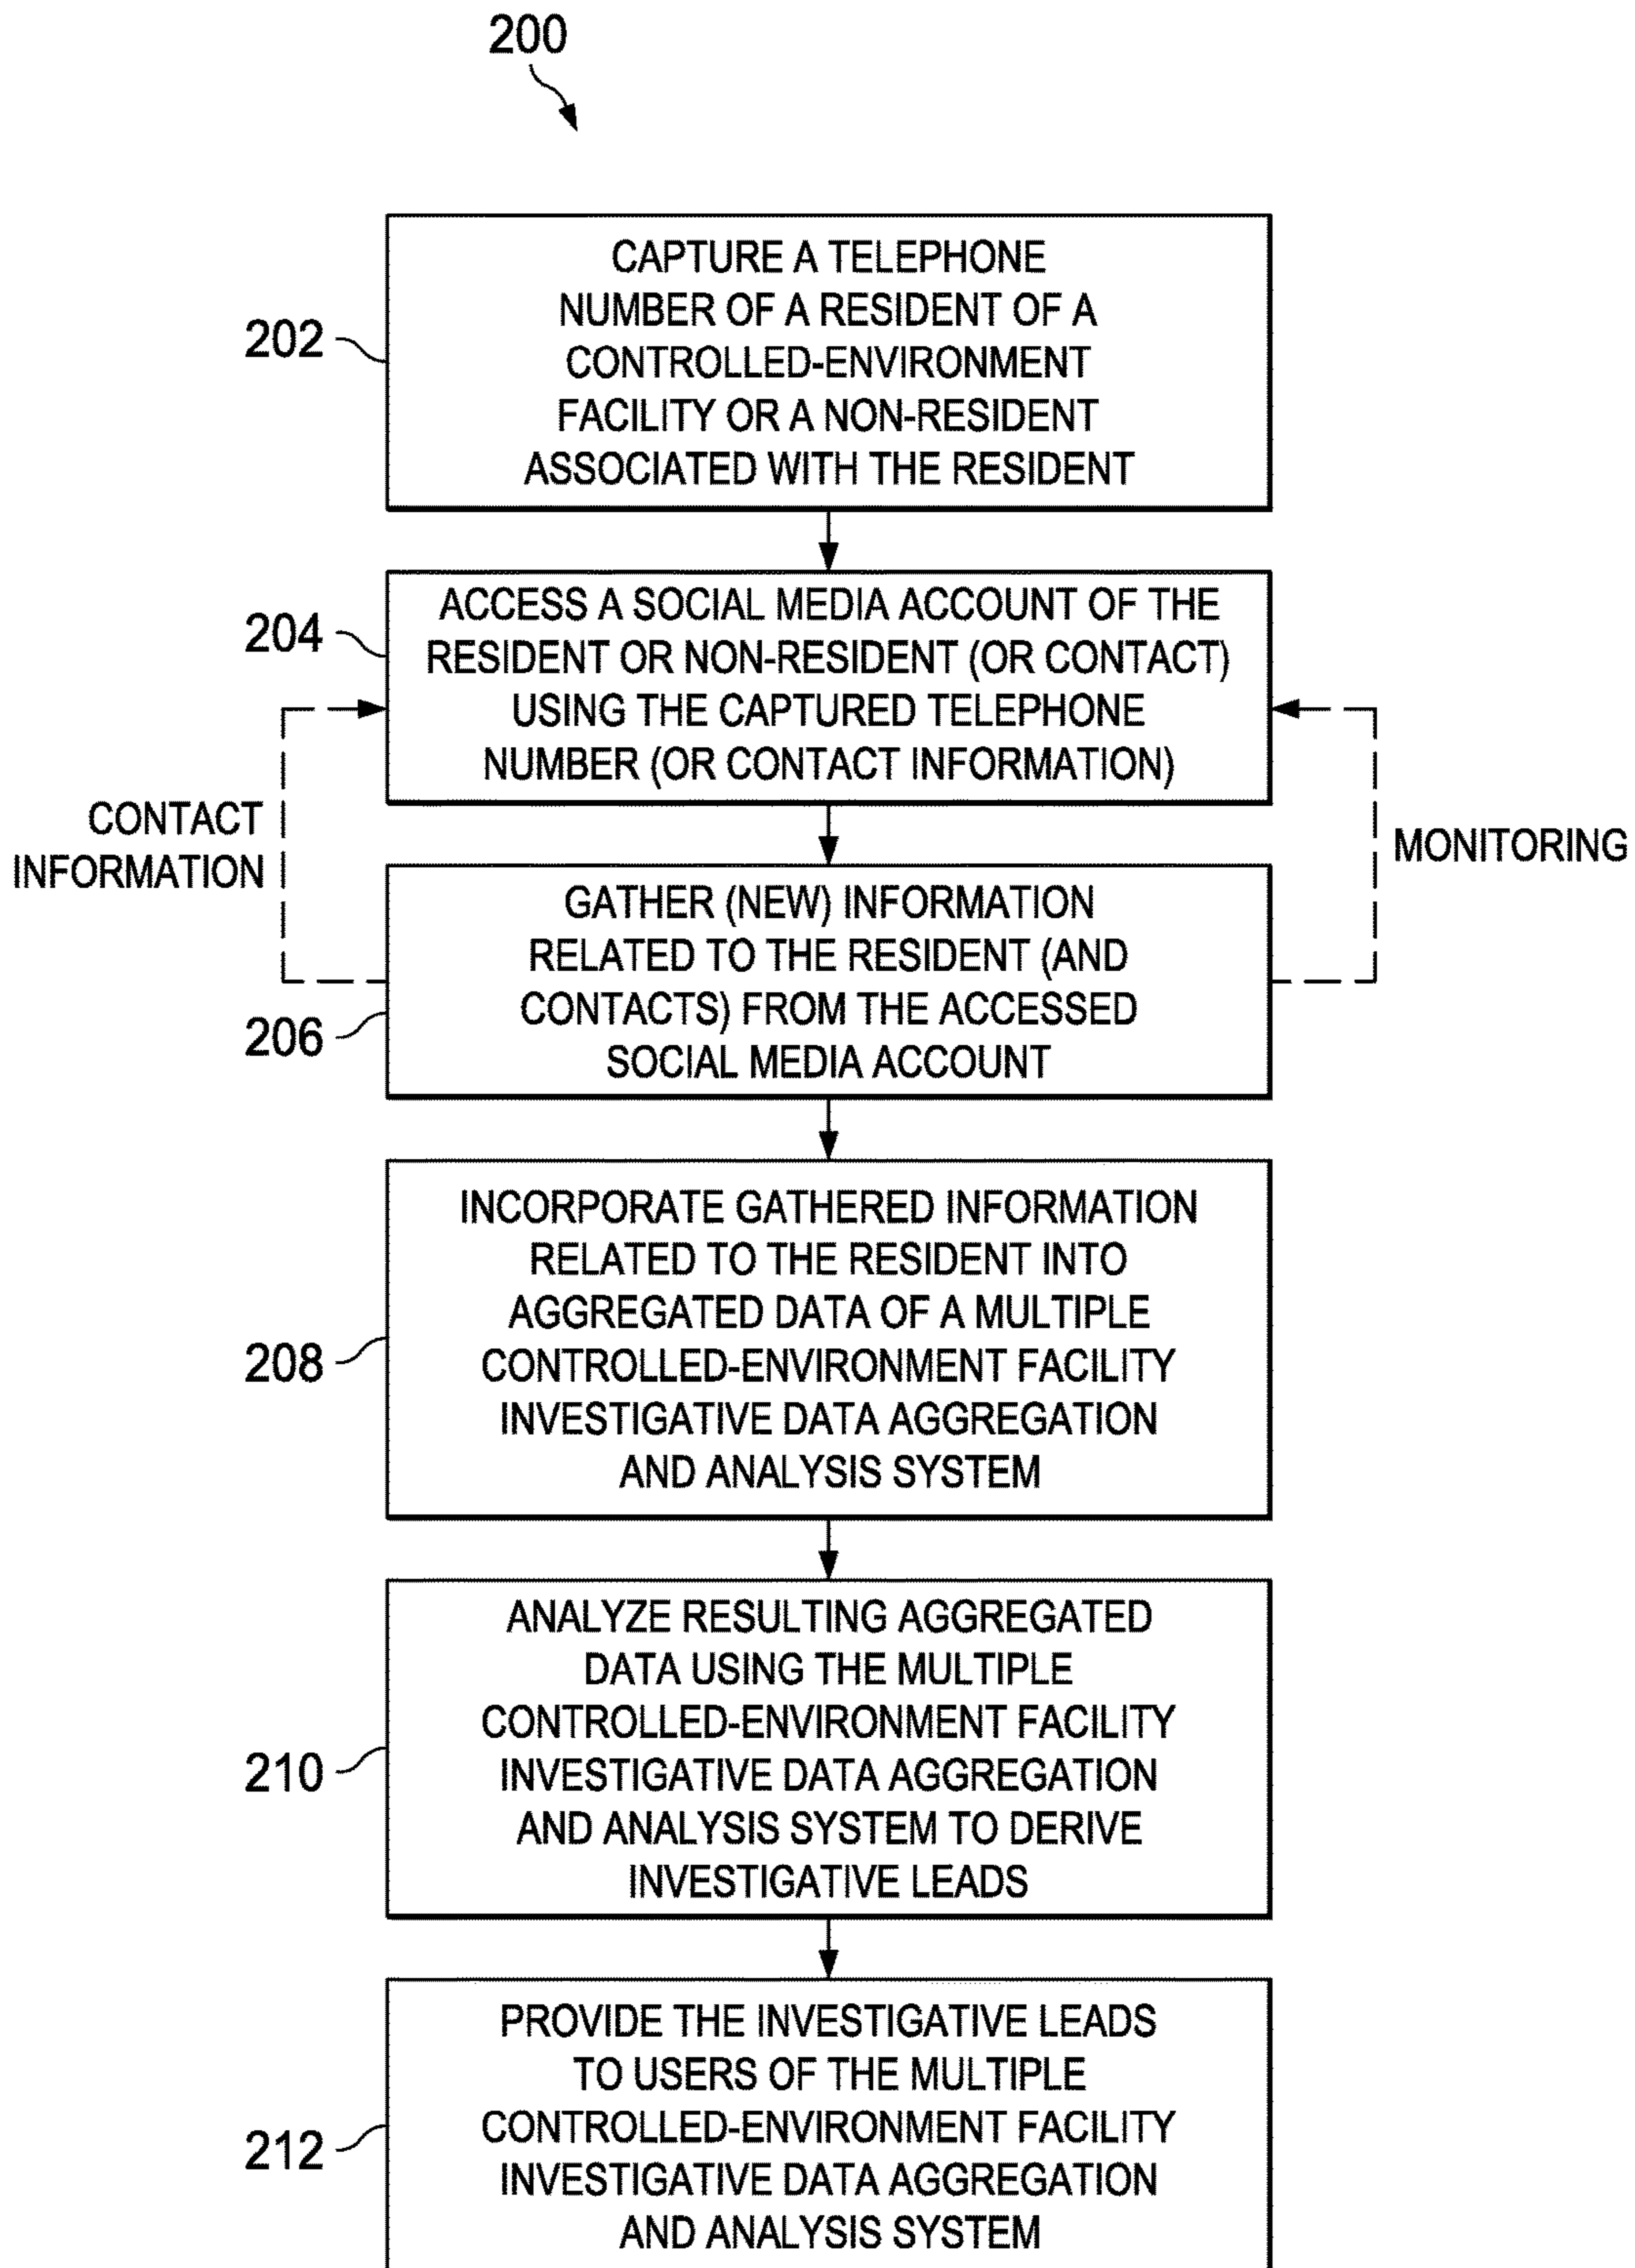 200
202
CAPTURE A TELEPHONE
NUMBER OF A RESIDENT OF A
CONTROLLED-ENVIRONMENT
FACILITY OR A NON-RESIDENT
ASSOCIATED WITH THE RESIDENT
204
ACCESS A SOCIAL MEDIA ACCOUNT OF THE
RESIDENT OR NON-RESIDENT (OR CONTACT)
USING THE CAPTURED TELEPHONE
NUMBER (OR CONTACT INFORMATION)
CONTACT
INFORMATION
MONITORING
206
GATHER (NEW) INFORMATION
RELATED TO THE RESIDENT (AND
CONTACTS) FROM THE ACCESSED
SOCIAL MEDIA ACCOUNT
208
INCORPORATE GATHERED INFORMATION
RELATED TO THE RESIDENT INTO
AGGREGATED DATA OF A MULTIPLE
CONTROLLED-ENVIRONMENT FACILITY
INVESTIGATIVE DATA AGGREGATION
AND ANALYSIS SYSTEM
210
ANALYZE RESULTING AGGREGATED
DATA USING THE MULTIPLE
CONTROLLED-ENVIRONMENT FACILITY
INVESTIGATIVE DATA AGGREGATION
AND ANALYSIS SYSTEM TO DERIVE
INVESTIGATIVE LEADS
212
PROVIDE THE INVESTIGATIVE LEADS
TO USERS OF THE MULTIPLE
CONTROLLED-ENVIRONMENT FACILITY
INVESTIGATIVE DATA AGGREGATION
AND ANALYSIS SYSTEM